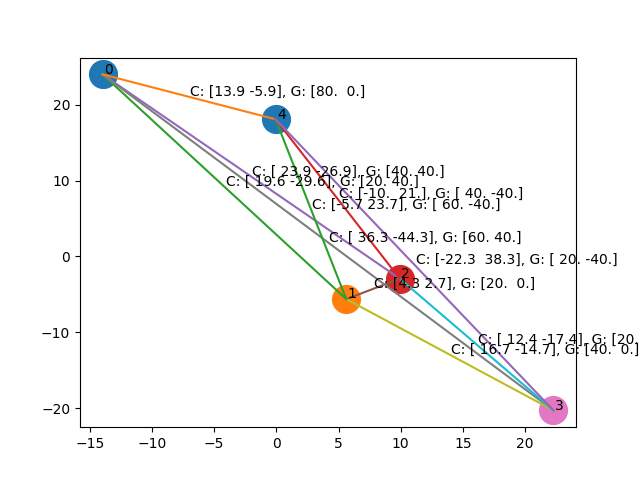 0
C: [13.9 -5.9], G: [80.  0.]
4
C: [ 23.9 -26.9], G: [40. 40.]
C: [ 19.6 -29.6], G: [20. 40.]
C: [-10.  21.], G: [ 40. -40.]
C: [-5.7 23.7], G: [ 60. -40.]
C: [ 36.3 -44.3], G: [60. 40.]
C: [-22.3  38.3], G: [ 20. -40.]
2
C: [4.3 2.7], G: [20.  0.]
1
C: [ 12.4 -17.4], G: [20.
C: [ 16.7 -14.7], G: [40.  0.]
3
20
10
0
−10
−20
−15 −10 −5 0 5 10 15 20